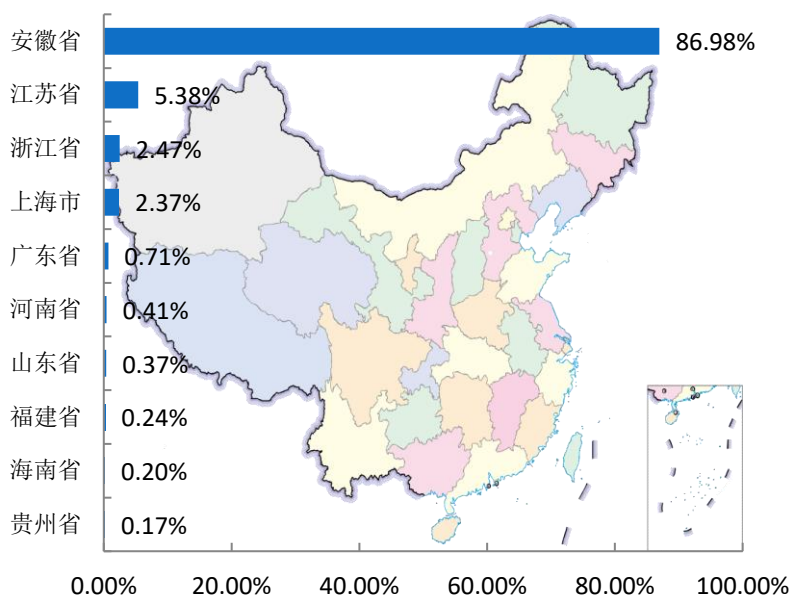 安徽省 86.98%
江苏省 5.38%
浙江省 2.47%
上海市 2.37%
广东省 0.71%
河南省 0.41%
山东省 0.37%
福建省 0.24%
海南省 0.20%
贵州省 0.17%
0.00% 20.00% 40.00% 60.00% 80.00% 100.00%